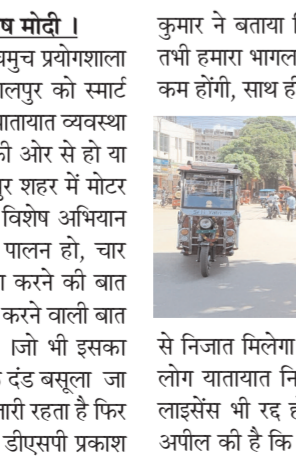 ष मोदी ।
मुच प्रयोगशाला
लपुर को स्मार्ट
ातायात व्यवस्था
की ओर से हो या
पुर शहर में मोटर
विशेष अभियान
पालन हो, चार
ा करने की बात
करने वाली बात
।जो भी इसका
दंड बसूला जा
जारी रहता है फिर
डीएसपी प्रकाश
कुमार ने बताया
तभी हमारा भागल
कम होंगी, साथ ही
से निजात मिलेगा
लोग यातायात नि
लाइसेंस भी रद्द ह
अपील की है कि